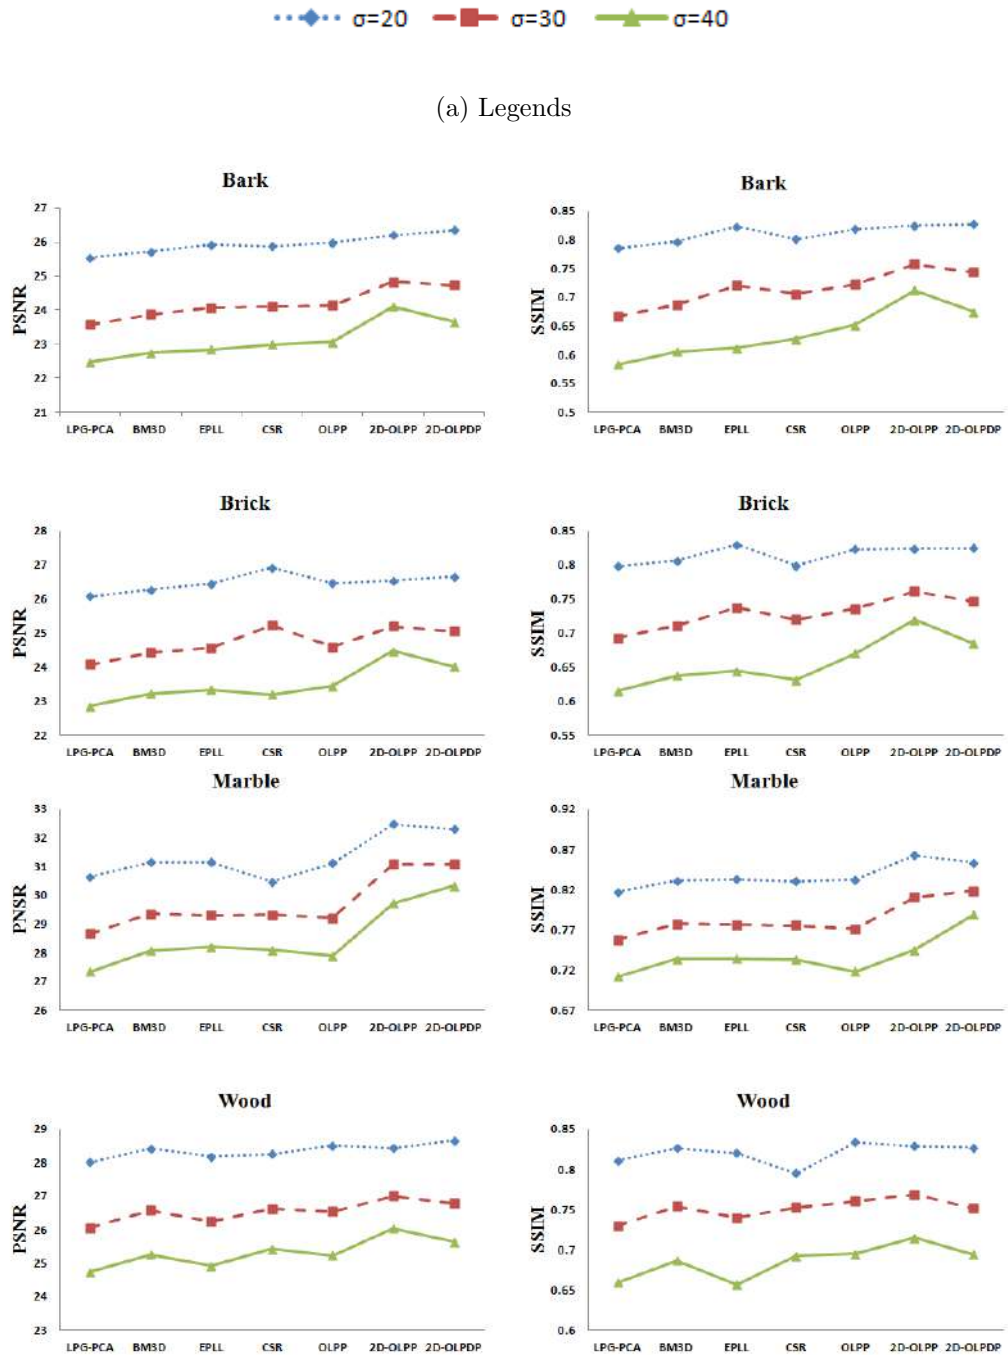 σ=20 σ=30 σ=40
(a) Legends
Bark
PSNR
27
26
25
24
23
22
21
LPG-PCA BM3D EPLL CSR OLPP 2D-OLPP 2D-OLPDP
Bark
SSIM
0.85
0.8
0.75
0.7
0.65
0.6
0.55
0.5
LPG-PCA BM3D EPLL CSR OLPP 2D-OLPP 2D-OLPDP
Brick
PSNR
28
27
26
25
24
23
22
LPG-PCA BM3D EPLL CSR OLPP 2D-OLPP 2D-OLPDP
Brick
SSIM
0.85
0.8
0.75
0.7
0.65
0.6
0.55
LPG-PCA BM3D EPLL CSR OLPP 2D-OLPP 2D-OLPDP
Marble
PNSR
33
32
31
30
29
28
27
26
LPG-PCA BM3D EPLL CSR OLPP 2D-OLPP 2D-OLPDP
Marble
SSIM
0.92
0.87
0.82
0.77
0.72
0.67
LPG-PCA BM3D EPLL CSR OLPP 2D-OLPP 2D-OLPDP
Wood
PSNR
29
28
27
26
25
24
23
LPG-PCA BM3D EPLL CSR OLPP 2D-OLPP 2D-OLPDP
Wood
SSIM
0.85
0.8
0.75
0.7
0.65
0.6
LPG-PCA BM3D EPLL CSR OLPP 2D-OLPP 2D-OLPDP